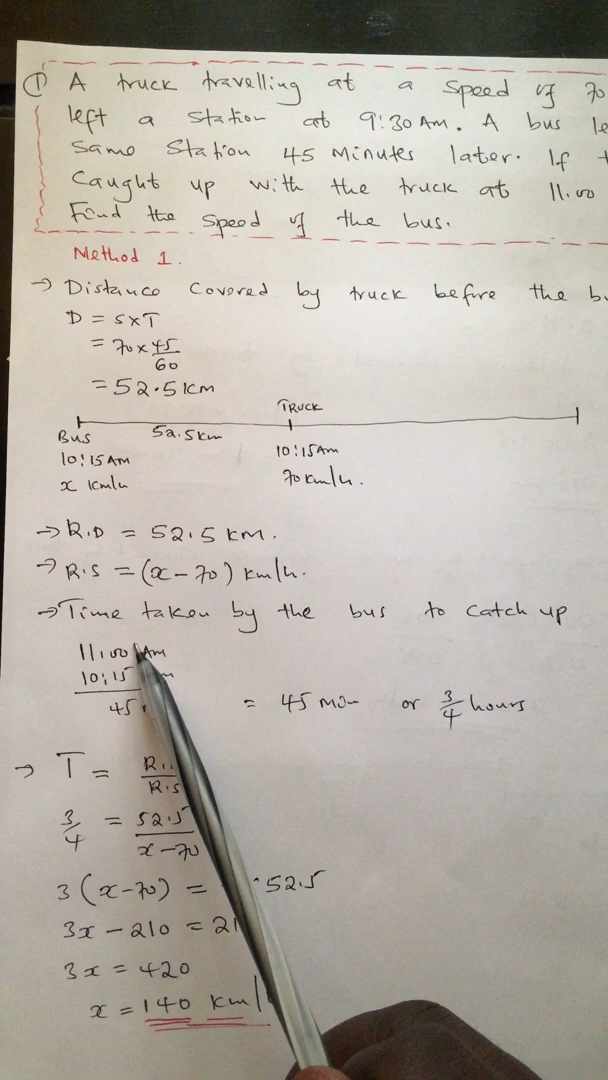 ① A truck travelling at a speed of 70
left a station at 9:30 AM. A bus le
same station 45 minutes later. If t
caught up with the truck at 11.00
Find the speed of the bus.
Method 1.
→ Distance covered by truck before the bu
D = S×T
= 70 × 45/60
= 52.5 km
TRUCK
52.5 km
Bus
10:15 AM
10:15 AM
x km/h
70 km/h.
→ R.D = 52.5 km.
→ R.S = (x-70) km/h.
→ Time taken by the bus to catch up
11.00 AM
10:15 m
45
= 45 min or 3/4 hours
→ T = R. / R.S
3/4 = 52.5/x-70
3(x-70) = 52.5
3x - 210 = 21
3x = 420
x = 140 km/